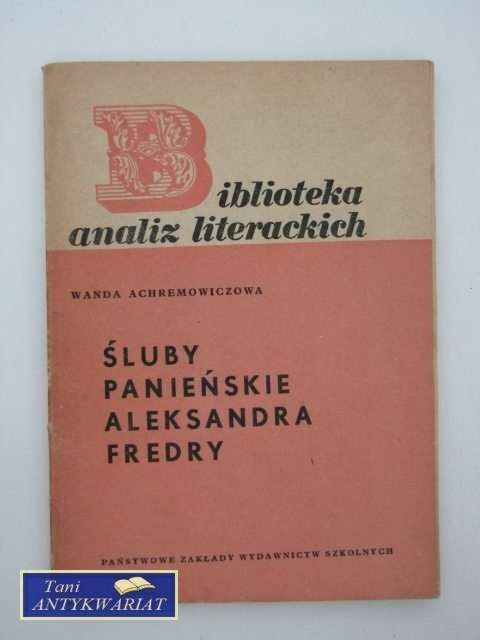 Biblioteka
analiz literackich
WANDA ACHREMOWICZOWA
ŚLUBY
PANIEŃSKIE
ALEKSANDRA
FREDRY
PAŃSTWOWE ZAKŁADY WYDAWNICTW SZKOLNYCH
Tani
ANTYKWARIAT